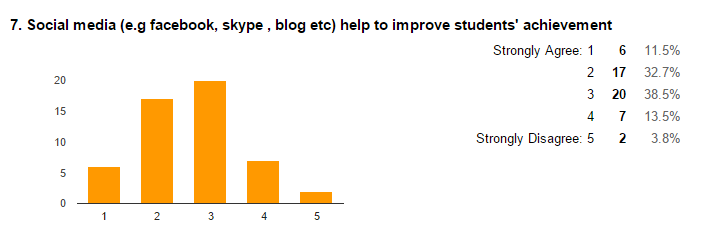 7. Social media (e.g facebook, skype , blog etc) help to improve students' achievement
Strongly Agree: 1 6 11.5%
2 17 32.7%
3 20 38.5%
4 7 13.5%
Strongly Disagree: 5 2 3.8%
20
15
10
5
0
1 2 3 4 5